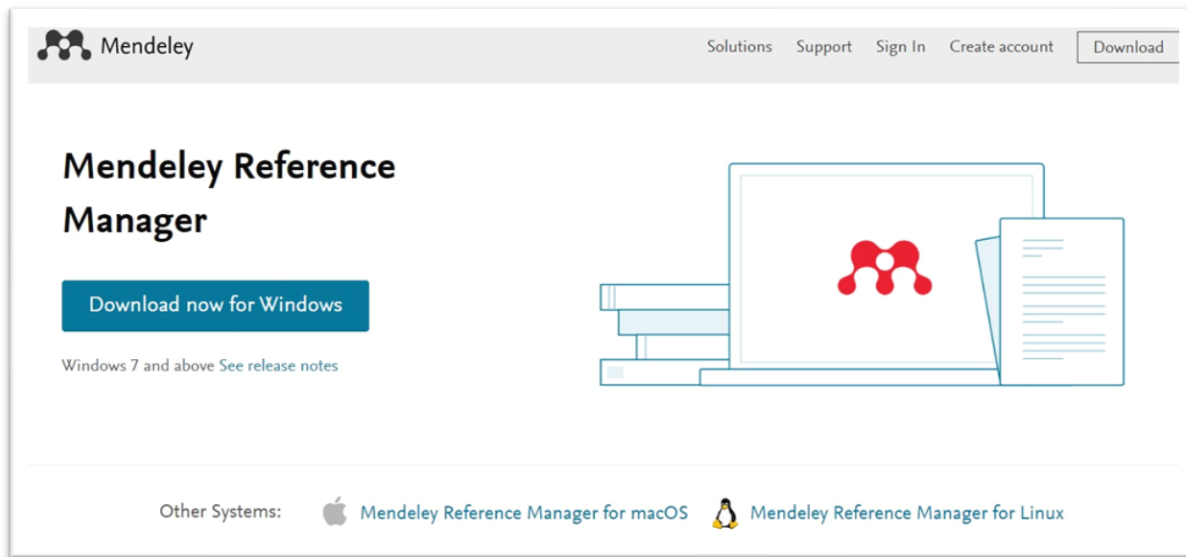 Mendeley
Solutions Support Sign In Create account Download
Mendeley Reference
Manager
Download now for Windows
Windows 7 and above See release notes
Other Systems: Mendeley Reference Manager for macOS Mendeley Reference Manager for Linux